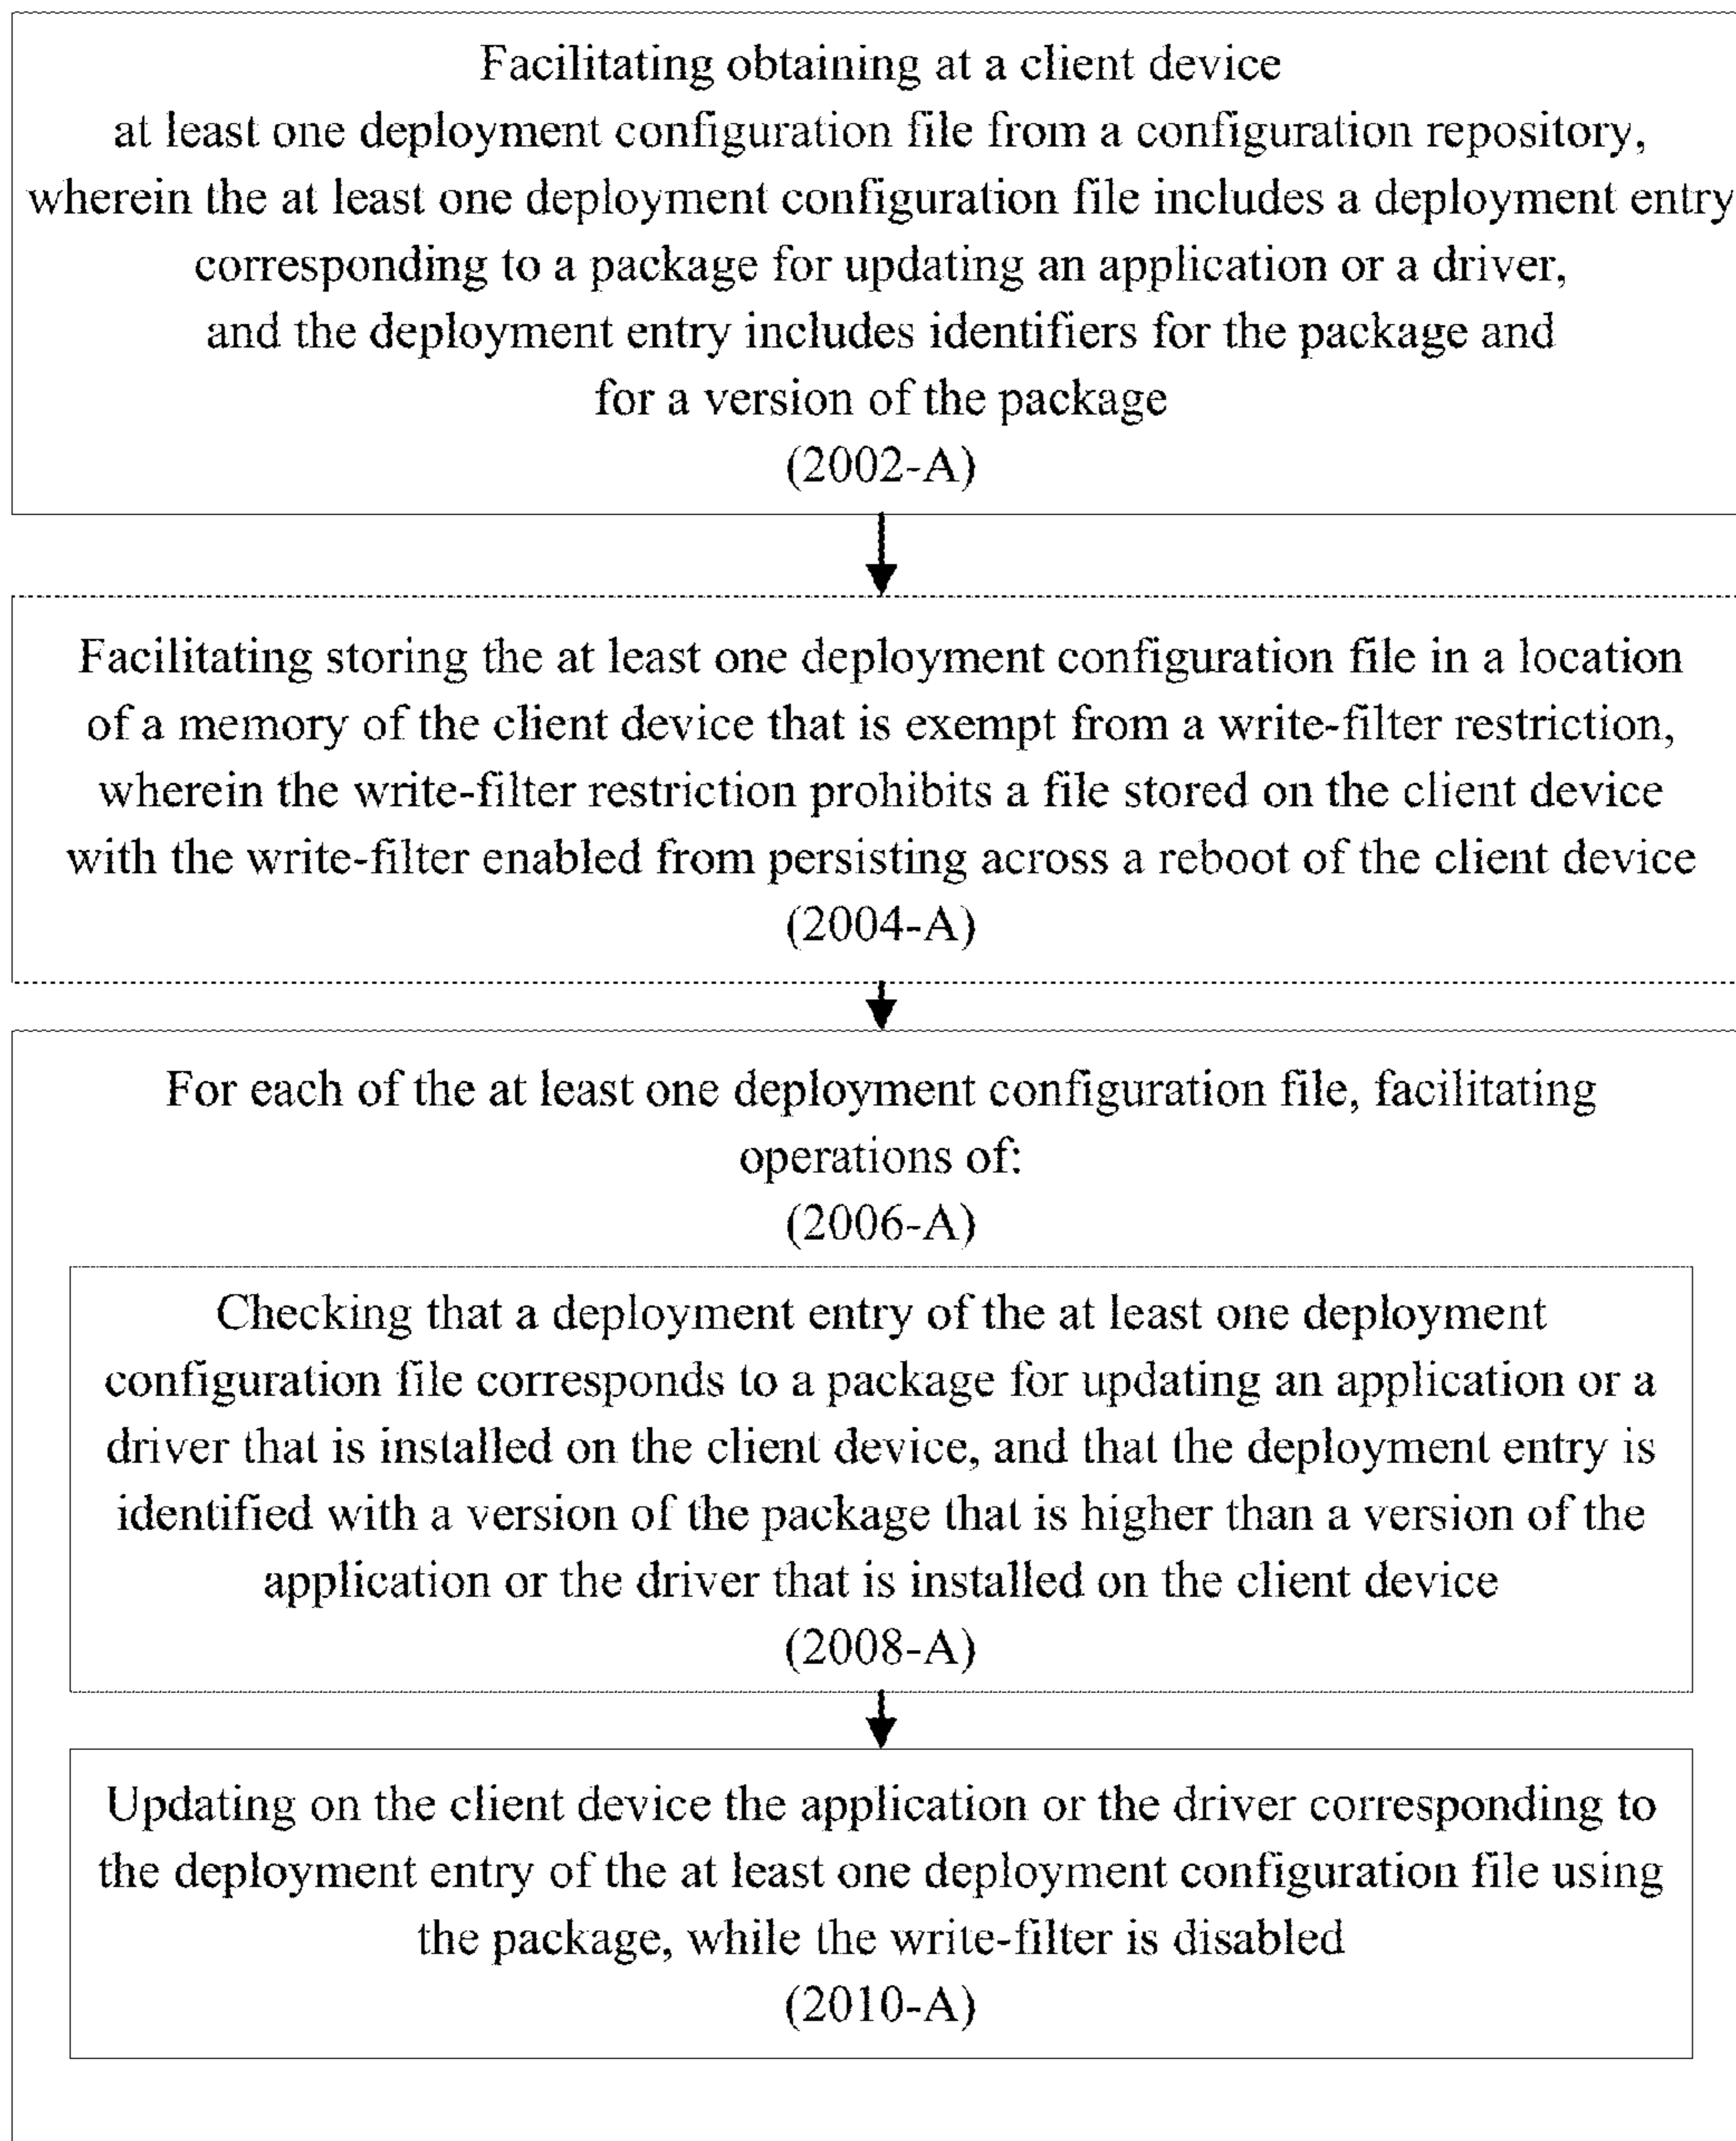 Facilitating obtaining at a client device
at least one deployment configuration file from a configuration repository,
wherein the at least one deployment configuration file includes a deployment entry
corresponding to a package for updating an application or a driver,
and the deployment entry includes identifiers for the package and
for a version of the package
(2002-A)
Facilitating storing the at least one deployment configuration file in a location
of a memory of the client device that is exempt from a write-filter restriction,
wherein the write-filter restriction prohibits a file stored on the client device
with the write-filter enabled from persisting across a reboot of the client device
(2004-A)
For each of the at least one deployment configuration file, facilitating
operations of:
(2006-A)
Checking that a deployment entry of the at least one deployment
configuration file corresponds to a package for updating an application or a
driver that is installed on the client device, and that the deployment entry is
identified with a version of the package that is higher than a version of the
application or the driver that is installed on the client device
(2008-A)
Updating on the client device the application or the driver corresponding to
the deployment entry of the at least one deployment configuration file using
the package, while the write-filter is disabled
(2010-A)